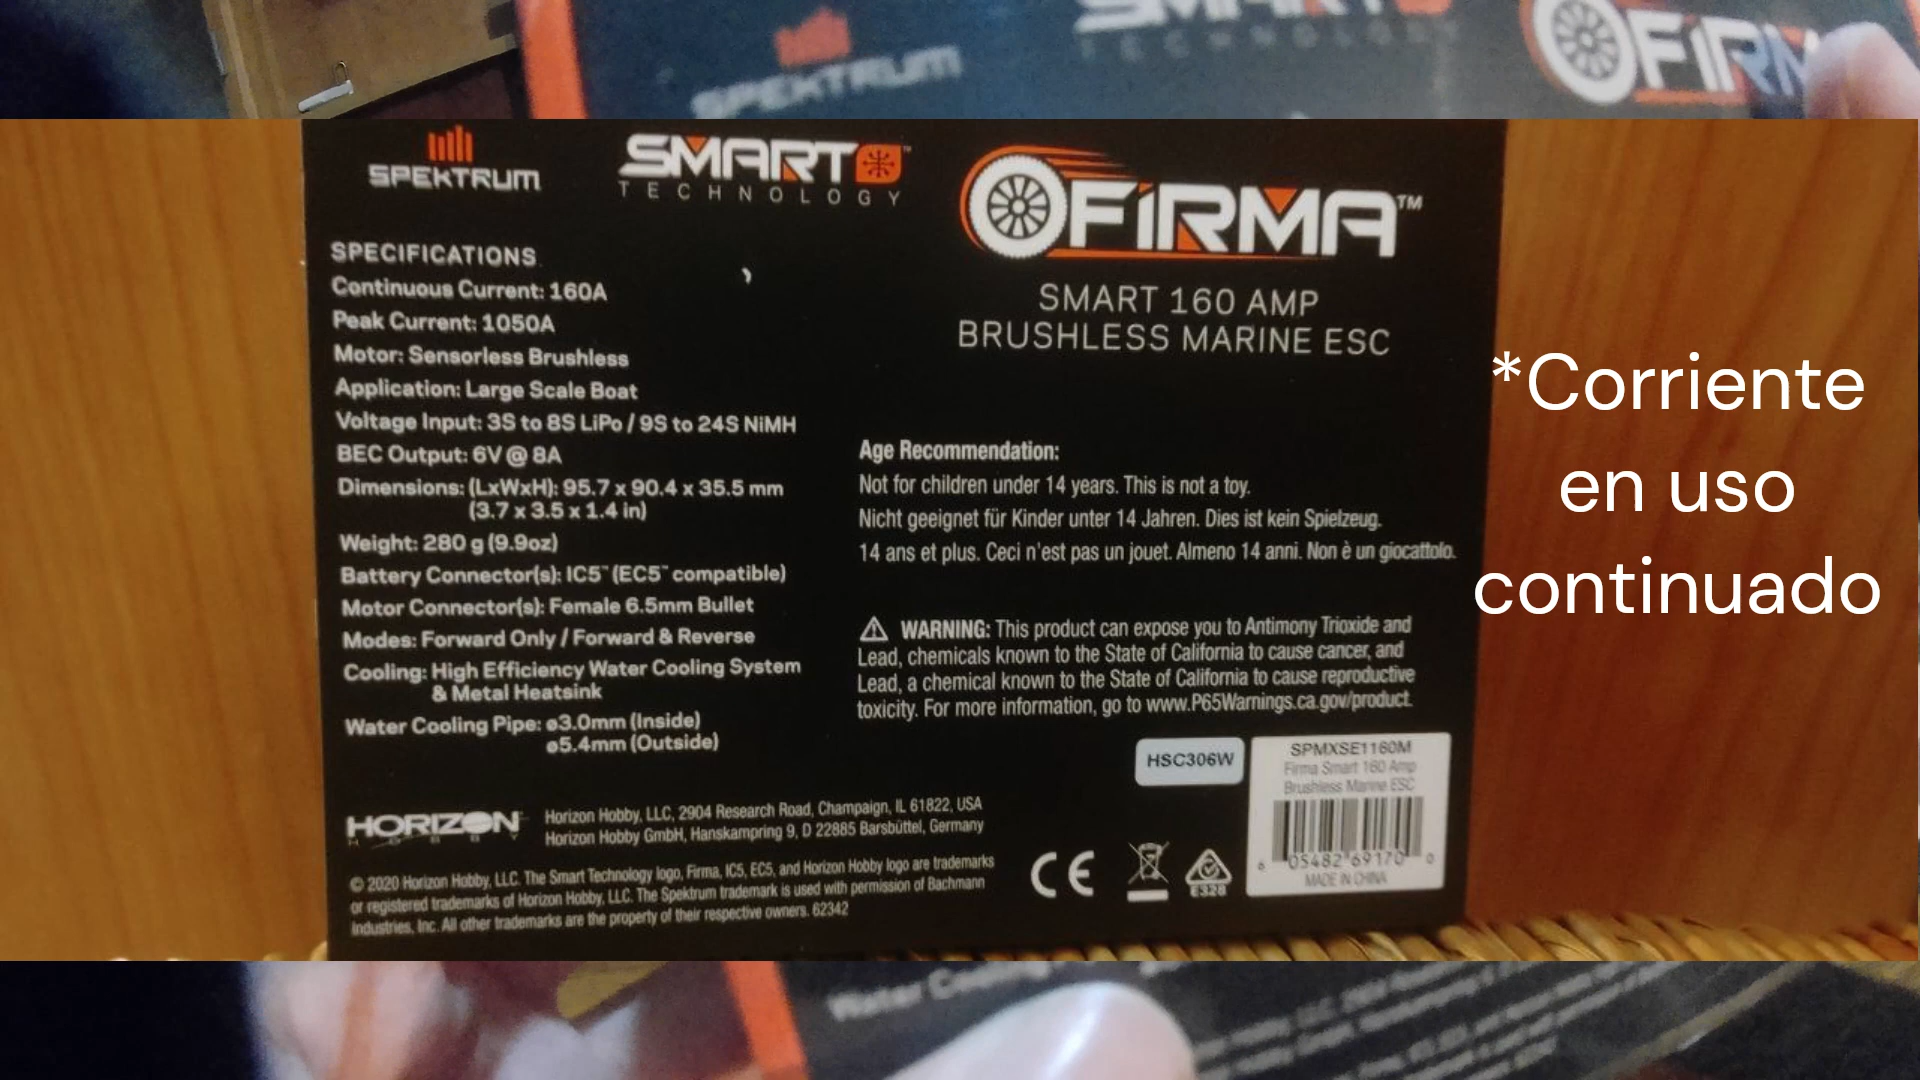 SPEKTRUM
SMART
TECHNOLOGY
FIRM
SPEKTRUM
SMART™
TECHNOLOGY
FIRMA™
SMART 160 AMP
BRUSHLESS MARINE ESC
SPECIFICATIONS
Continuous Current: 160A
Peak Current: 1050A
Motor: Sensorless Brushless
Application: Large Scale Boat
Voltage Input: 3S to 8S LiPo / 9S to 24S NiMH
BEC Output: 6V @ 8A
Dimensions: (LxWxH): 95.7 x 90.4 x 35.5 mm
(3.7 x 3.5 x 1.4 in)
Weight: 280 g (9.9oz)
Battery Connector(s): IC5™ (EC5™ compatible)
Motor Connector(s): Female 6.5mm Bullet
Modes: Forward Only / Forward & Reverse
Cooling: High Efficiency Water Cooling System
& Metal Heatsink
Water Cooling Pipe: ø3.0mm (Inside)
ø5.4mm (Outside)
Age Recommendation:
Not for children under 14 years. This is not a toy.
Nicht geeignet für Kinder unter 14 Jahren. Dies ist kein Spielzeug.
14 ans et plus. Ceci n'est pas un jouet. Almeno 14 anni. Non è un giocattolo.
⚠ WARNING: This product can expose you to Antimony Trioxide and
Lead, chemicals known to the State of California to cause cancer, and
Lead, a chemical known to the State of California to cause reproductive
toxicity. For more information, go to www.P65Warnings.ca.gov/product.
HSC306W
SPMXSE1160M
Firma Smart 160 Amp
Brushless Marine ESC
6 05482 69170 0
MADE IN CHINA
HORIZON
HOBBY
Horizon Hobby, LLC, 2904 Research Road, Champaign, IL 61822, USA
Horizon Hobby GmbH, Hanskampring 9, D 22885 Barsbüttel, Germany
© 2020 Horizon Hobby, LLC. The Smart Technology logo, Firma, IC5, EC5, and Horizon Hobby logo are trademarks
or registered trademarks of Horizon Hobby, LLC. The Spektrum trademark is used with permission of Bachmann
Industries, Inc. All other trademarks are the property of their respective owners. 62342
CE
E328
*Corriente
en uso
continuado
Water